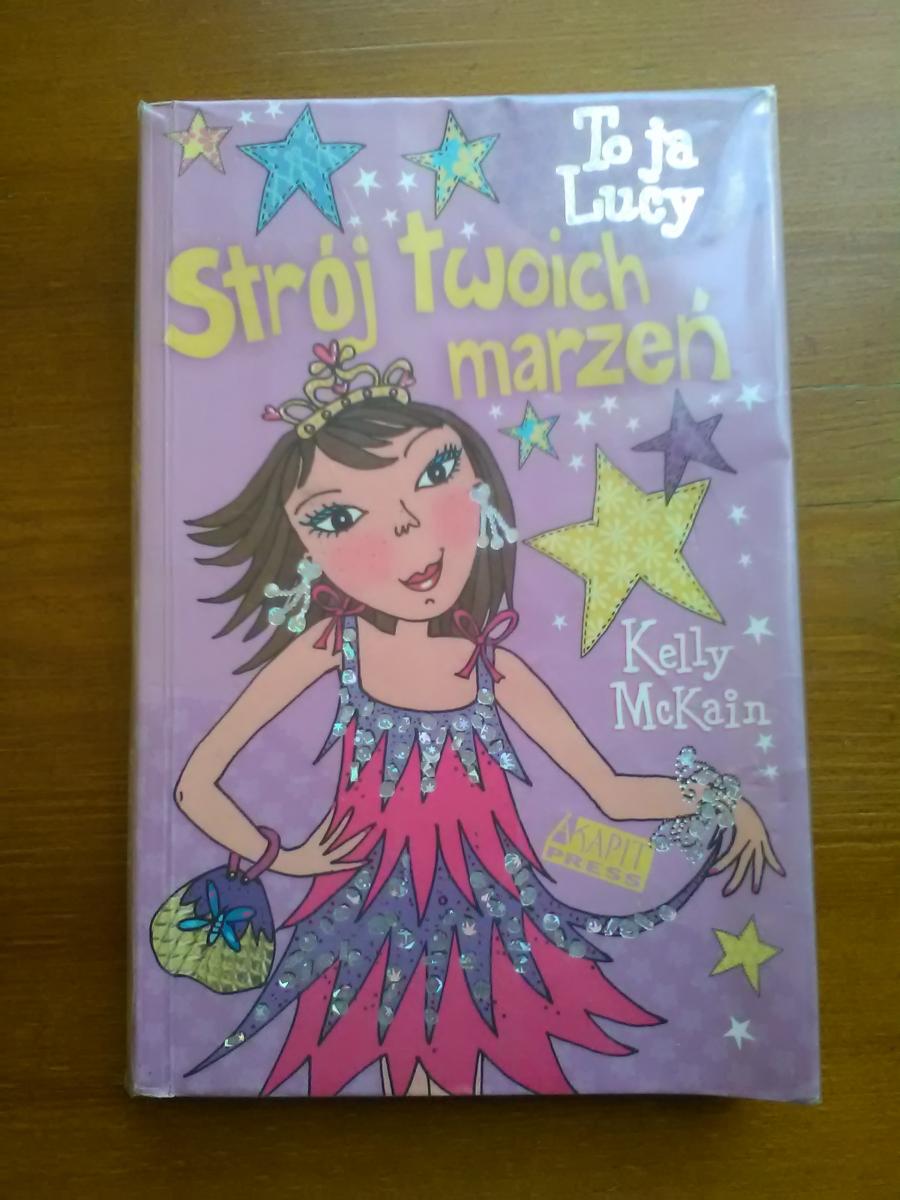 To ja
Lucy
Strój twoich
marzeń
Kelly
McKain
AKAPIT
PRESS